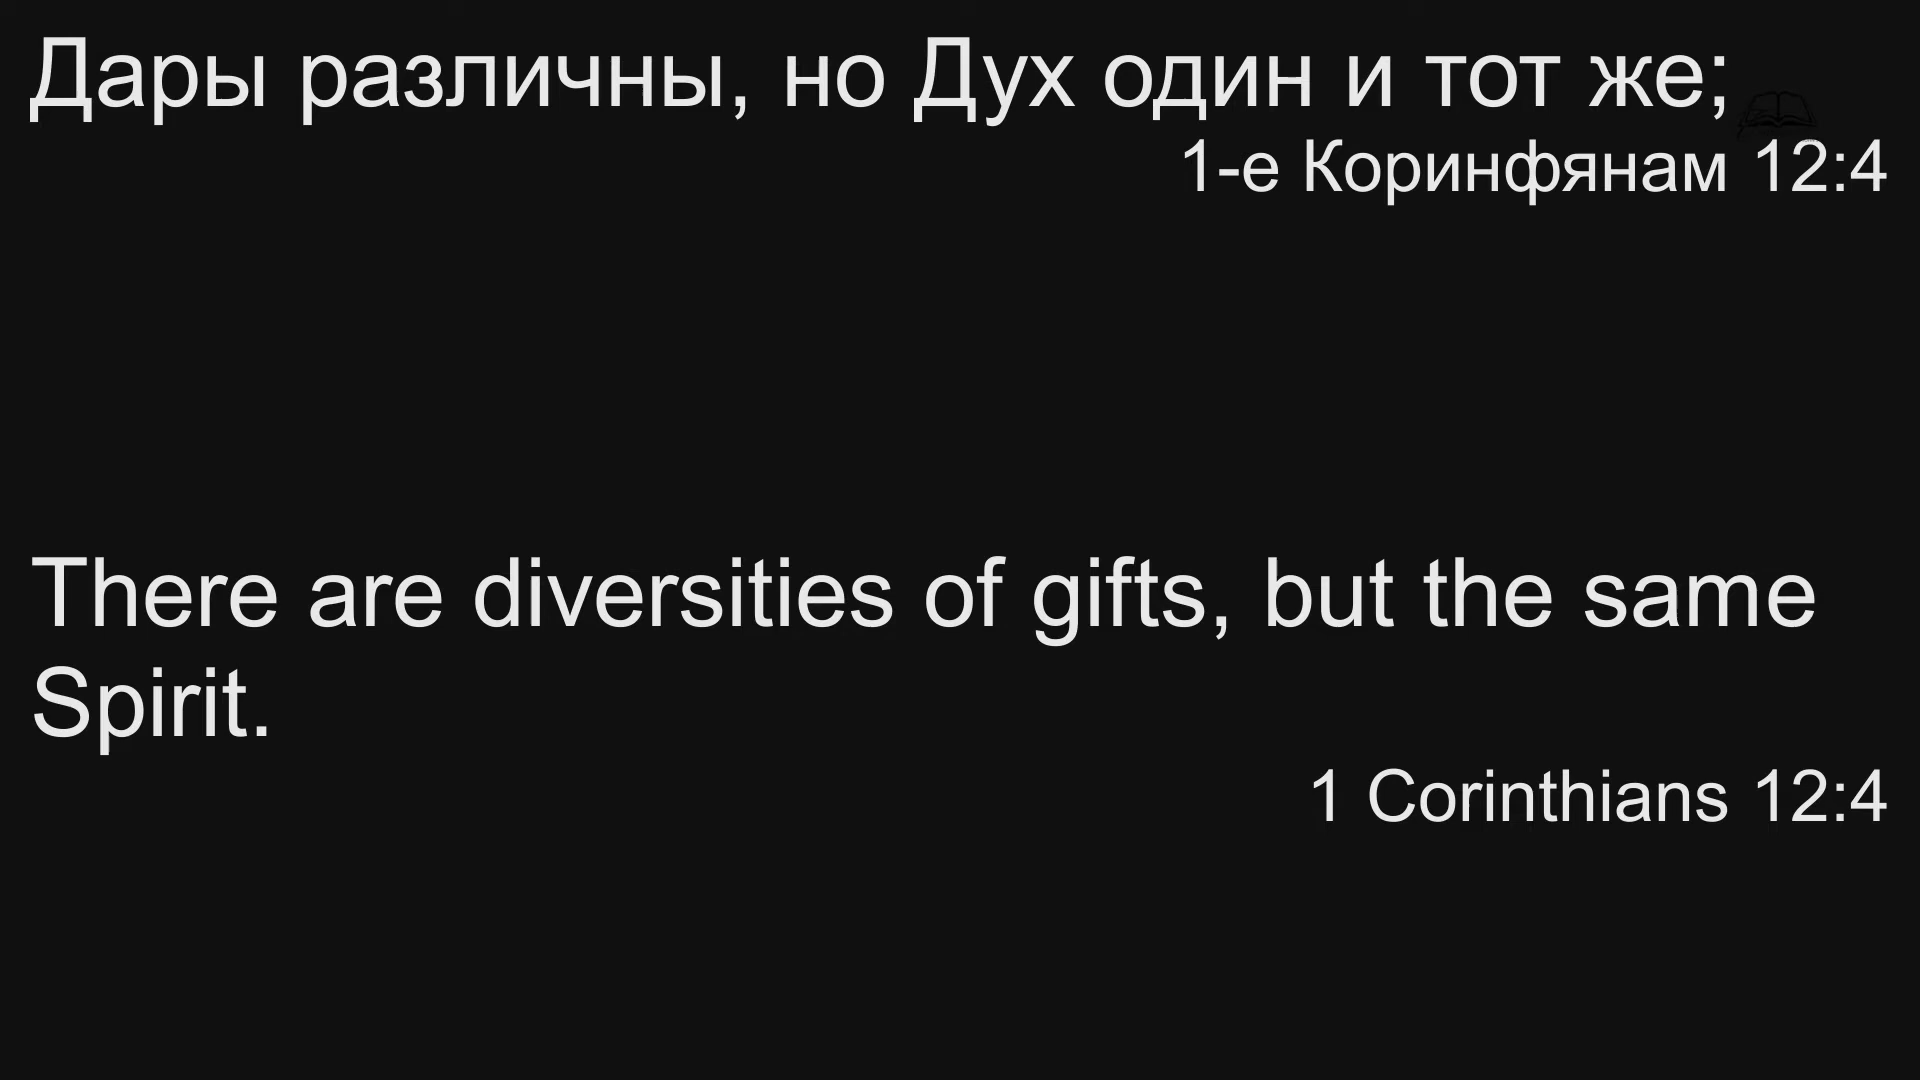 Дары различны, но Дух один и тот же;
1-е Коринфянам 12:4
There are diversities of gifts, but the same
Spirit.
1 Corinthians 12:4